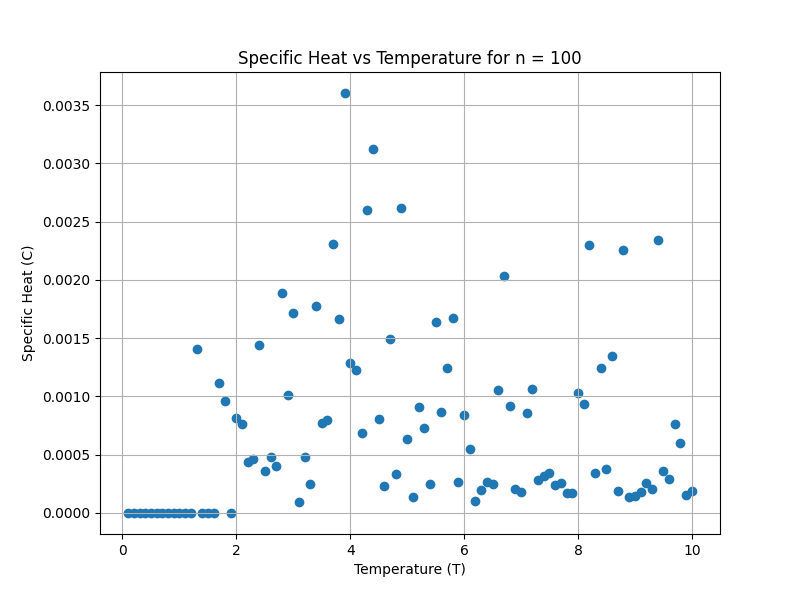 Specific Heat vs Temperature for n = 100
Specific Heat (C)
0.0035
0.0030
0.0025
0.0020
0.0015
0.0010
0.0005
0.0000
0 2 4 6 8 10
Temperature (T)